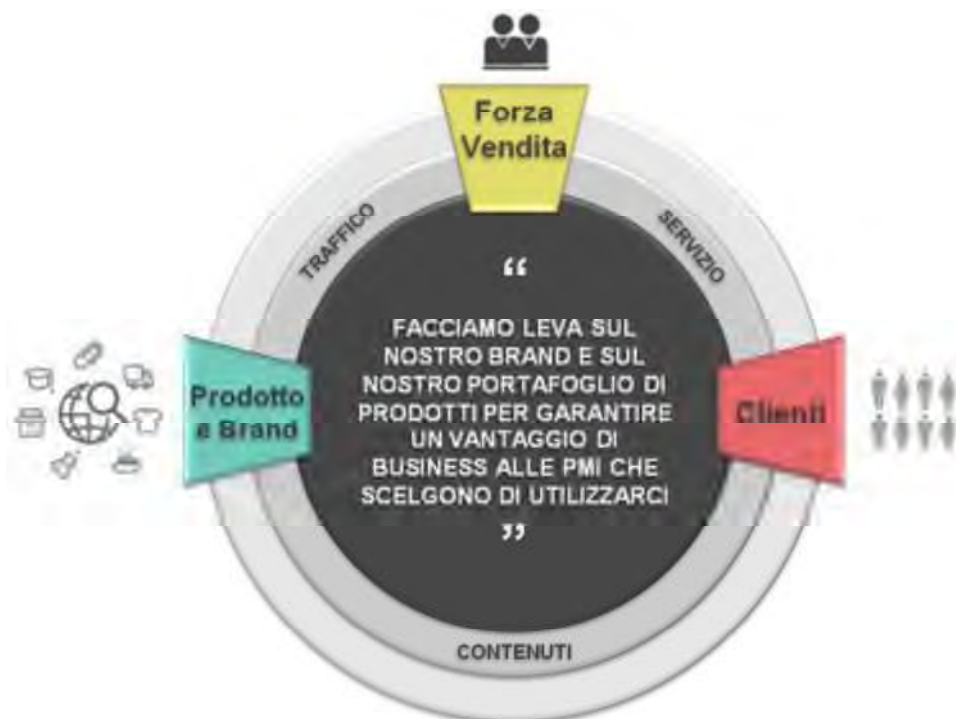 Forza
Vendita
TRAFFICO
SERVIZIO
“
FACCIAMO LEVA SUL
NOSTRO BRAND E SUL
NOSTRO PORTAFOGLIO DI
PRODOTTI PER GARANTIRE
UN VANTAGGIO DI
BUSINESS ALLE PMI CHE
SCELGONO DI UTILIZZARCI
”
Prodotto
e Brand
Clienti
CONTENUTI